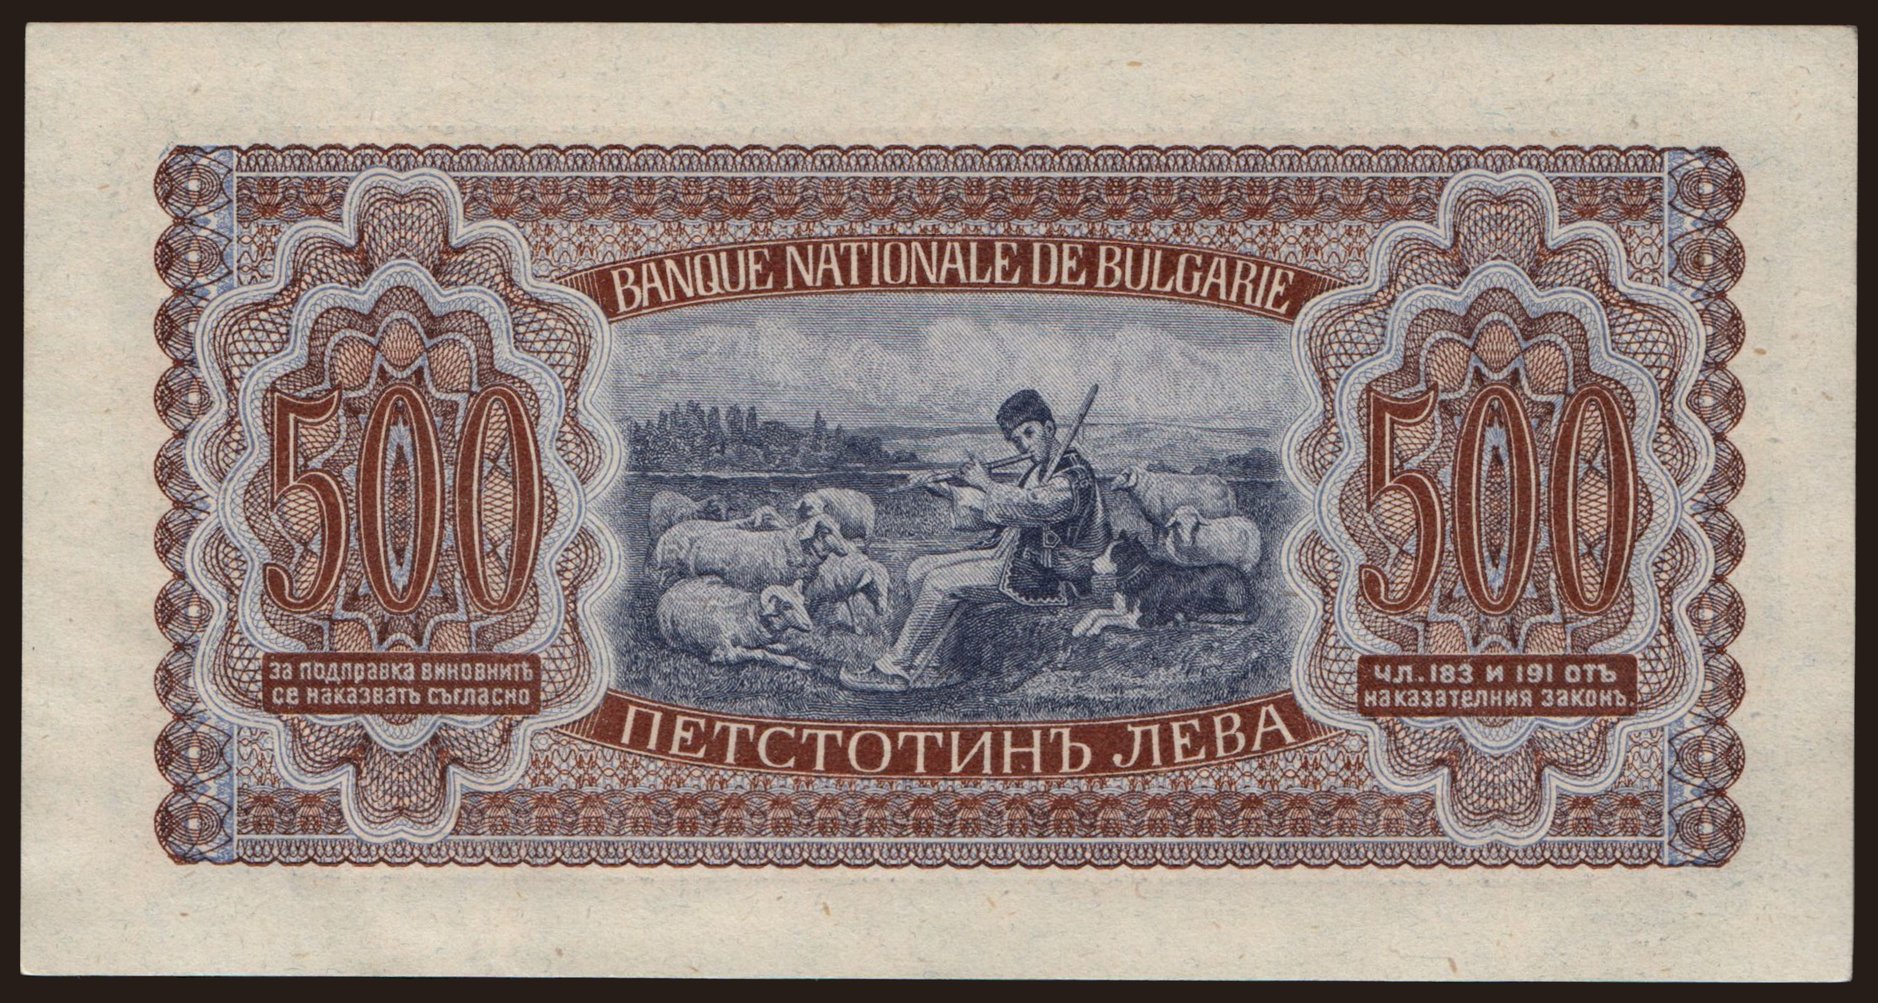 BANQUE NATIONALE DE BULGARIE
500
500
ЗА ПОДПРАВКА ВИНОВНИТѢ
СЕ НАКАЗВАТЪ СЪГЛАСНО
ЧЛ. 183 И 191 ОТЪ
НАКАЗАТЕЛНИЯ ЗАКОНЪ.
ПЕТСТОТИНЪ ЛЕВА